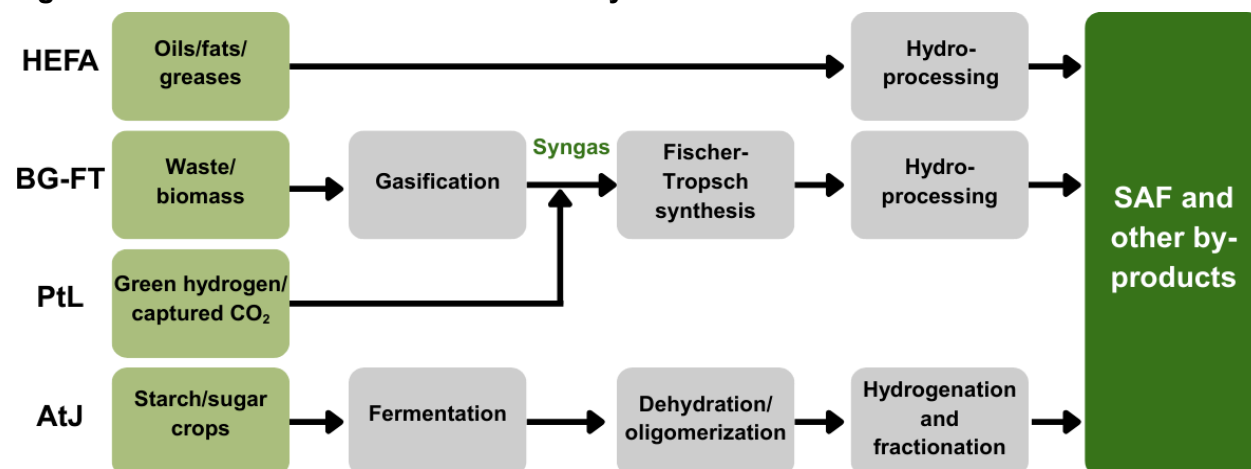 HEFA
Oils/fats/
greases
Hydro-
processing
BG-FT
Waste/
biomass
Gasification
Syngas
Fischer-
Tropsch
synthesis
Hydro-
processing
SAF and
other by-
products
PtL
Green hydrogen/
captured CO₂
AtJ
Starch/sugar
crops
Fermentation
Dehydration/
oligomerization
Hydrogenation
and
fractionation